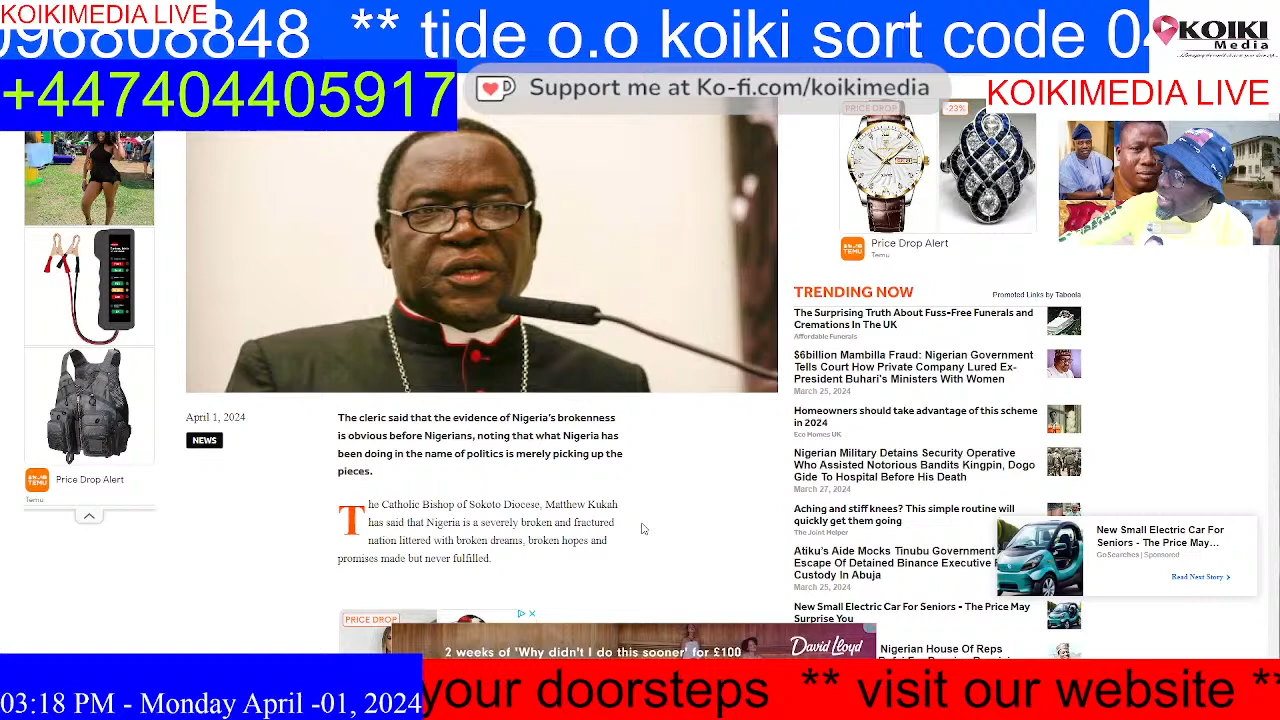 KOIKIMEDIA LIVE
096808848 ** tide o.o koiki sort code 04
KOIKI
Media
+447404405917
Support me at Ko-fi.com/koikimedia
KOIKIMEDIA LIVE
PRICE DROP
-23%
Price Drop Alert
Temu
TRENDING NOW
Promoted Links by Taboola
The Surprising Truth About Fuss-Free Funerals and
Cremations In The UK
Affordable Funerals
$6billion Mambilla Fraud: Nigerian Government
Tells Court How Private Company Lured Ex-
President Buhari's Ministers With Women
March 25, 2024
Homeowners should take advantage of this scheme
in 2024
Eco Homes UK
Nigerian Military Detains Security Operative
Who Assisted Notorious Bandits Kingpin, Dogo
Gide To Hospital Before His Death
March 27, 2024
Aching and stiff knees? This simple routine will
quickly get them going
The Joint Helper
Atiku's Aide Mocks Tinubu Government
Escape Of Detained Binance Executive
Custody In Abuja
March 25, 2024
New Small Electric Car For Seniors - The Price May
Surprise You
Nigerian House Of Reps
New Small Electric Car For
Seniors - The Price May...
GoSearches | Sponsored
Read Next Story >
April 1, 2024
NEWS
The cleric said that the evidence of Nigeria's brokenness
is obvious before Nigerians, noting that what Nigeria has
been doing in the name of politics is merely picking up the
pieces.
The Catholic Bishop of Sokoto Diocese, Matthew Kukah
has said that Nigeria is a severely broken and fractured
nation littered with broken dreams, broken hopes and
promises made but never fulfilled.
Price Drop Alert
Temu
PRICE DROP
2 weeks of 'Why didn't I do this sooner' for £100
David Lloyd
03:18 PM - Monday April -01, 2024
your doorsteps ** visit our website **